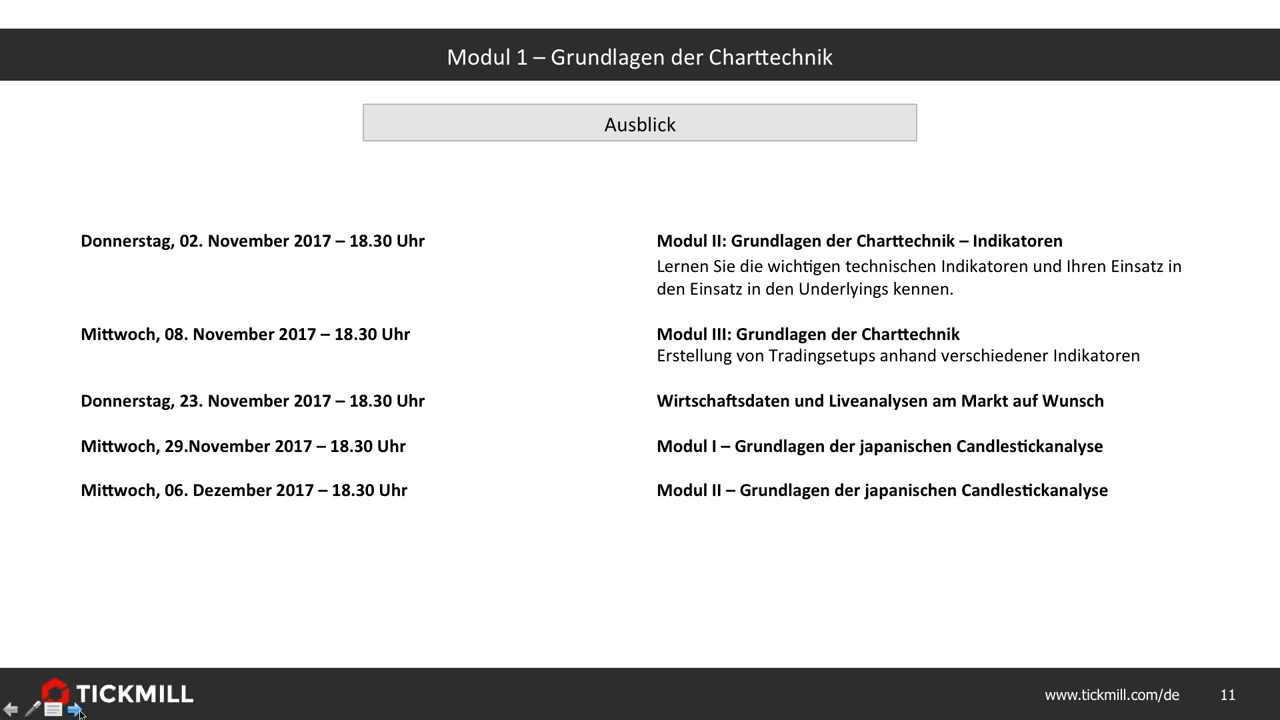 Modul 1 – Grundlagen der Charttechnik
Ausblick
Donnerstag, 02. November 2017 – 18.30 Uhr
Modul II: Grundlagen der Charttechnik – Indikatoren
Lernen Sie die wichtigen technischen Indikatoren und Ihren Einsatz in
den Einsatz in den Underlyings kennen.
Mittwoch, 08. November 2017 – 18.30 Uhr
Modul III: Grundlagen der Charttechnik
Erstellung von Tradingsetups anhand verschiedener Indikatoren
Donnerstag, 23. November 2017 – 18.30 Uhr
Wirtschaftsdaten und Liveanalysen am Markt auf Wunsch
Mittwoch, 29.November 2017 – 18.30 Uhr
Modul I – Grundlagen der japanischen Candlestickanalyse
Mittwoch, 06. Dezember 2017 – 18.30 Uhr
Modul II – Grundlagen der japanischen Candlestickanalyse
TICKMILL
www.tickmill.com/de
11